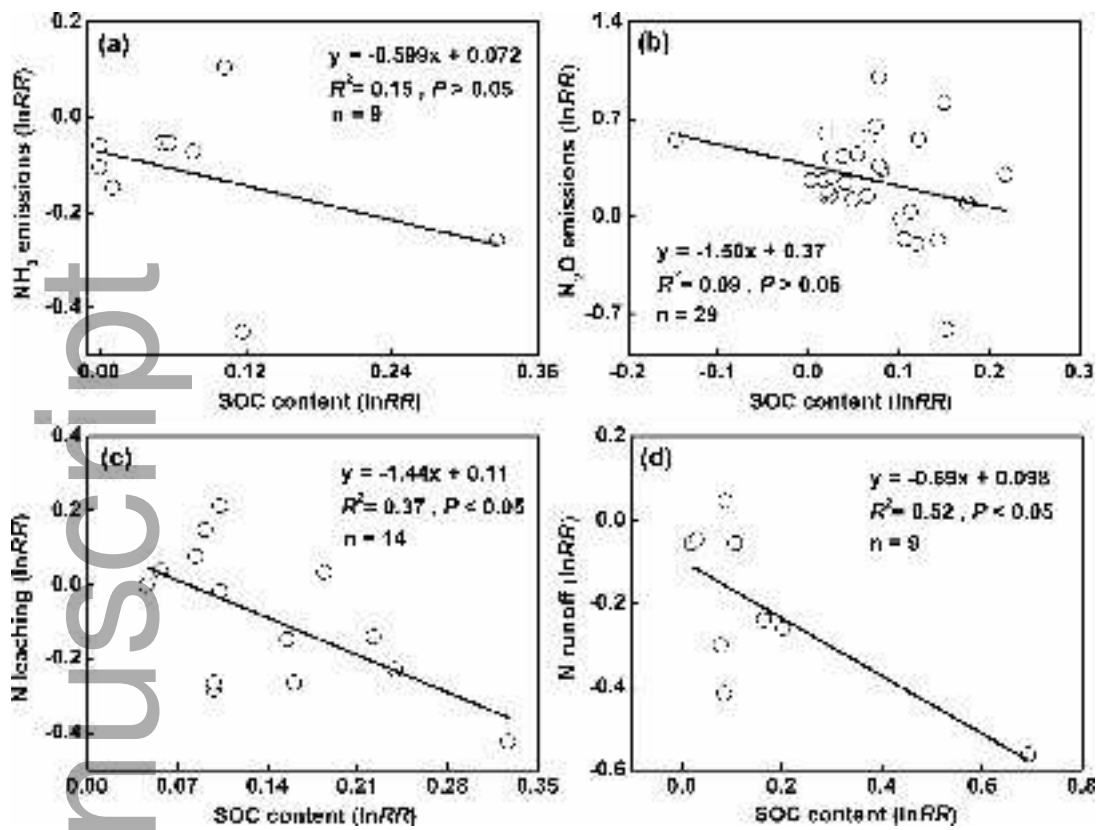 (a)
y = -0.599x + 0.072
R² = 0.15 , P > 0.05
n = 9
0.2
0.0
-0.2
-0.4
NH₃ emissions (lnRR)
0.00 0.12 0.24 0.36
SOC content (lnRR)
(b)
y = -1.50x + 0.37
R² = 0.09 , P > 0.05
n = 29
1.4
0.7
0.0
-0.7
N₂O emissions (lnRR)
-0.2 -0.1 0.0 0.1 0.2 0.3
SOC content (lnRR)
(c)
y = -1.44x + 0.11
R² = 0.37 , P < 0.05
n = 14
0.4
0.2
0.0
-0.2
-0.4
N leaching (lnRR)
0.00 0.07 0.14 0.21 0.28 0.35
SOC content (lnRR)
(d)
y = -0.69x + 0.098
R² = 0.52 , P < 0.05
n = 9
0.2
0.0
-0.2
-0.4
-0.6
N runoff (lnRR)
0.0 0.2 0.4 0.6 0.8
SOC content (lnRR)
nuscript